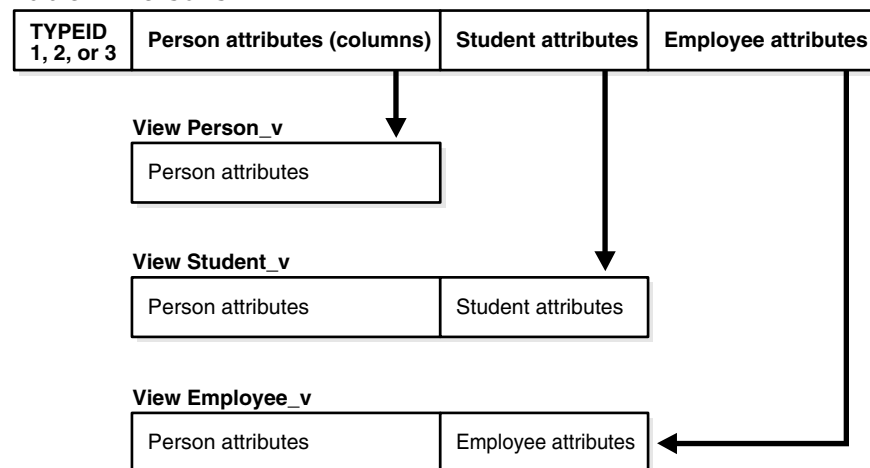 TYPEID
1, 2, or 3
Person attributes (columns)
Student attributes
Employee attributes
View Person_v
Person attributes
View Student_v
Person attributes
Student attributes
View Employee_v
Person attributes
Employee attributes